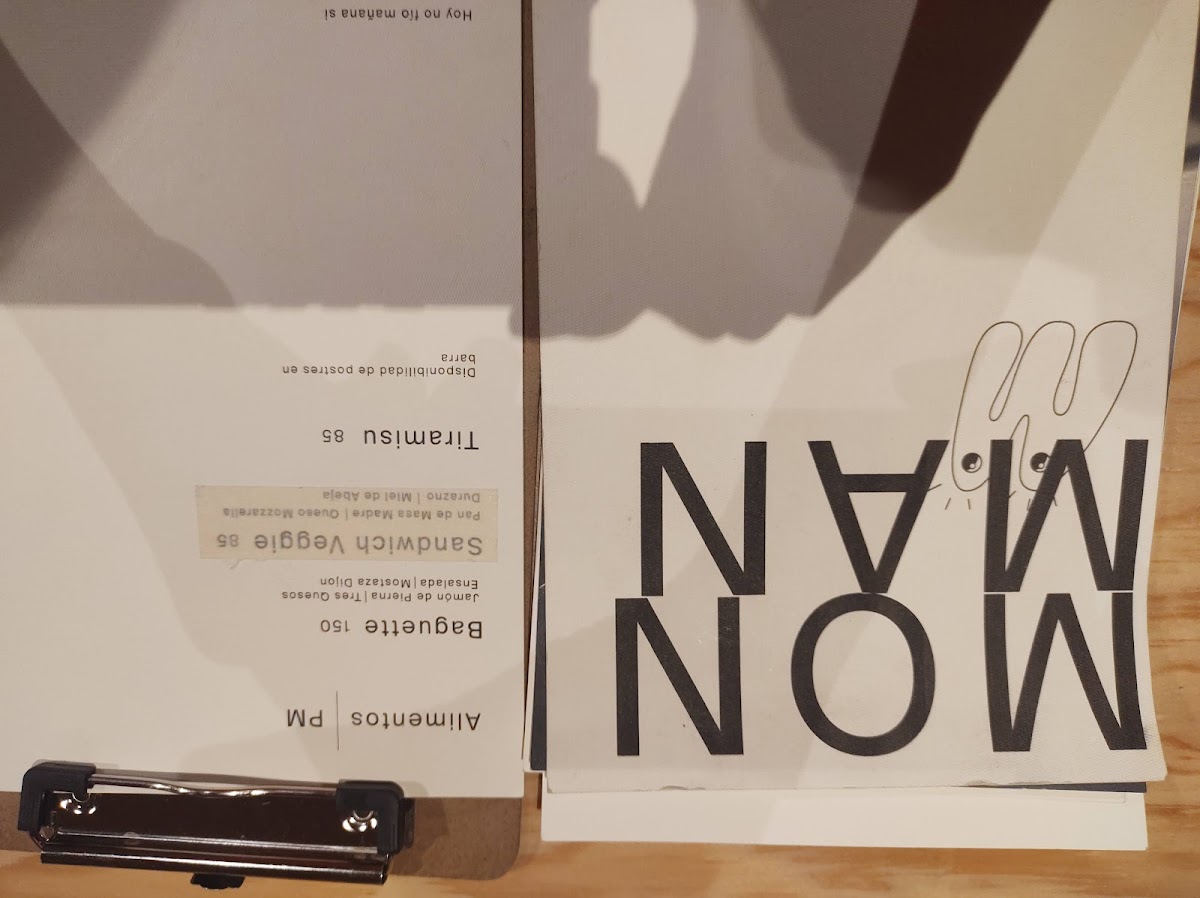 Alimentos | PM
Baguette 150
Jamón de Pierna | Tres Quesos
Ensalada | Mostaza Dijon
Sandwich Veggie 85
Pan de Masa Madre | Queso Mozzarella
Durazno | Miel de Abeja
Tiramisu 85
Disponibilidad de postres en
barra
Hoy no fío mañana si
MON
MAN